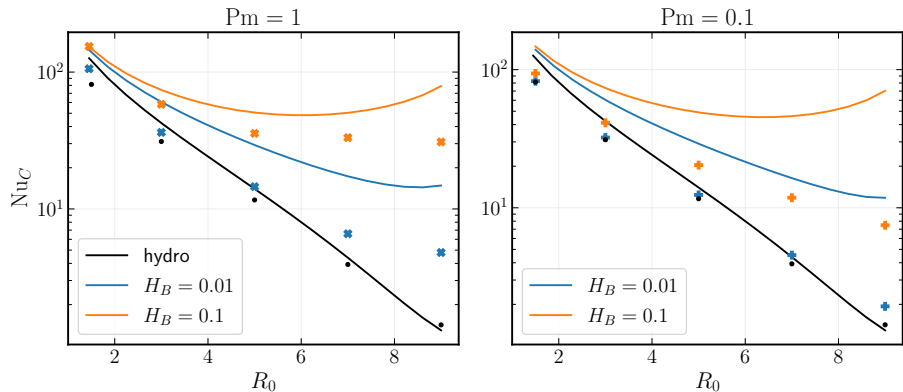 Pm = 1
Nu_C
10²
10¹
hydro
H_B = 0.01
H_B = 0.1
2 4 6 8
R_0
Pm = 0.1
10²
10¹
hydro
H_B = 0.01
H_B = 0.1
2 4 6 8
R_0